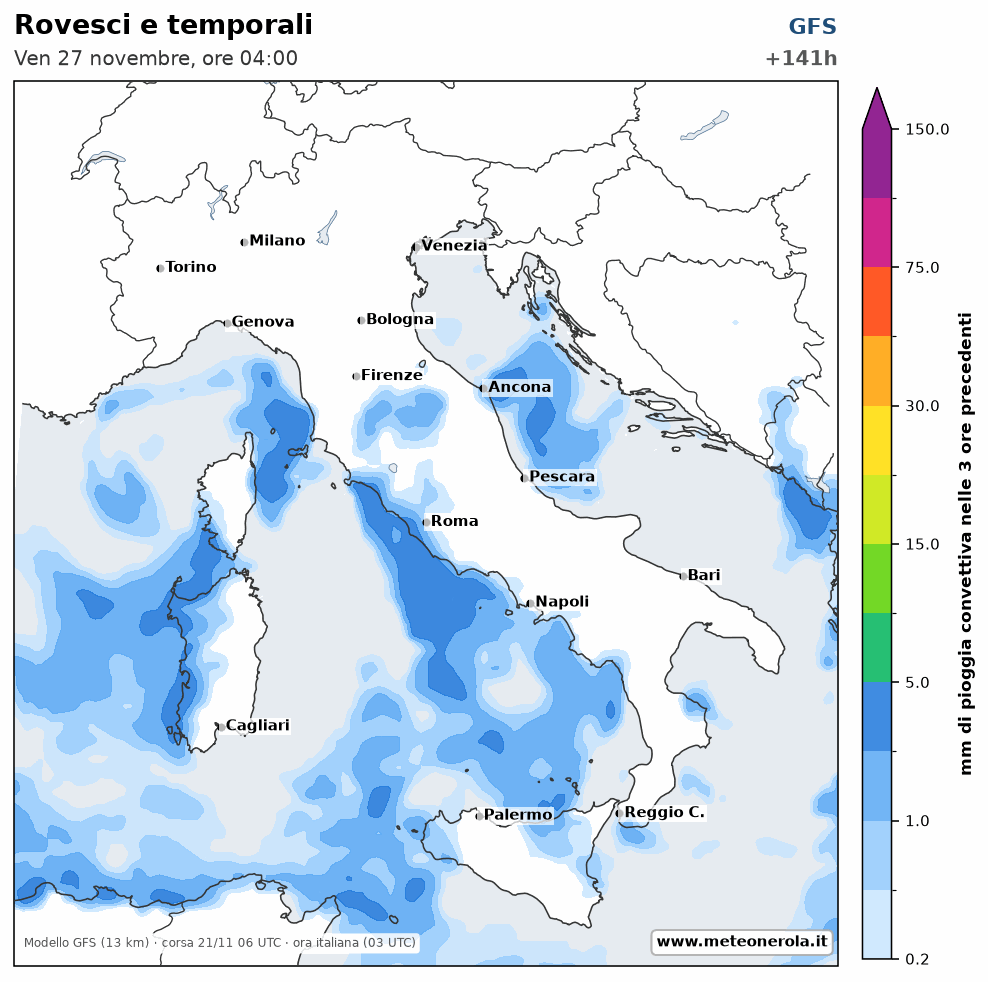 Rovesci e temporali
GFS
Ven 27 novembre, ore 04:00
+141h
150.0
75.0
30.0
15.0
5.0
1.0
0.2
mm di pioggia convettiva nelle 3 ore precedenti
Milano
Venezia
Torino
Genova
Bologna
Firenze
Ancona
Pescara
Roma
Bari
Napoli
Cagliari
Palermo
Reggio C.
Modello GFS (13 km) · corsa 21/11 06 UTC · ora italiana (03 UTC)
www.meteonerola.it